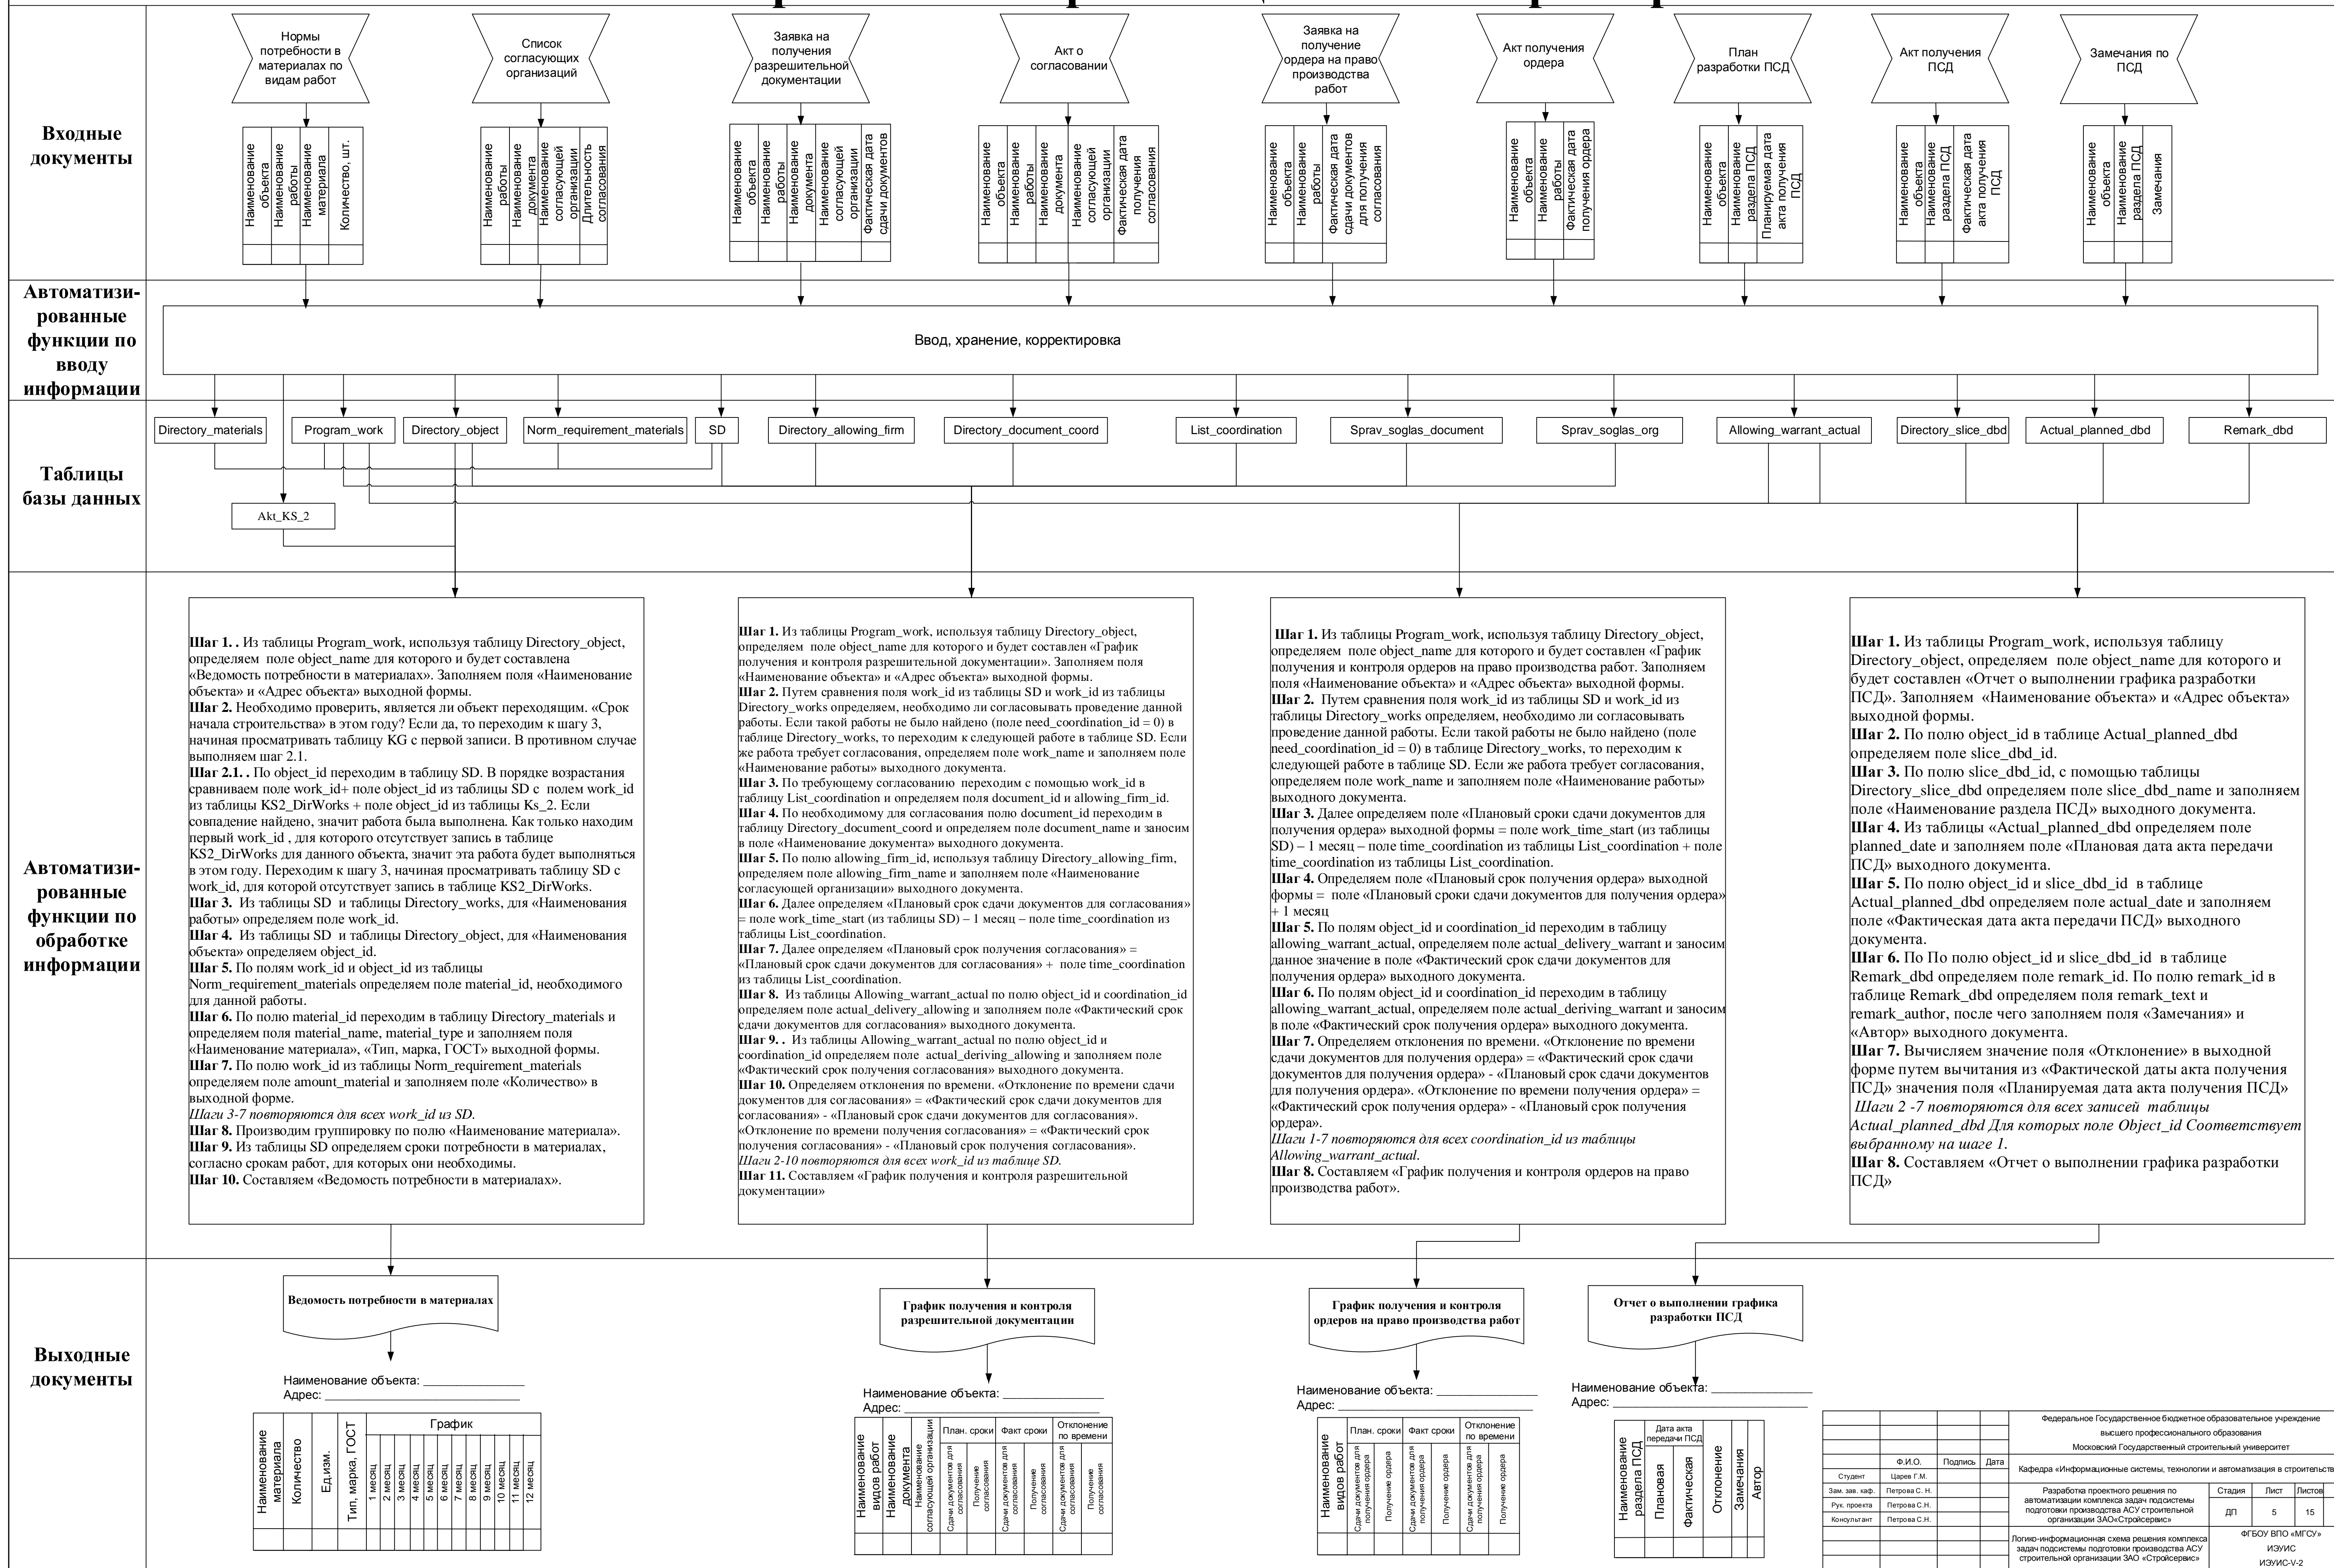 Входные
документы
Нормы
потребности в
материалах по
видам работ
Список
согласующих
организаций
Заявка на
получения
разрешительной
документации
Акт о
согласовании
Заявка на
получение
ордера на право
производства
работ
Акт получения
ордера
План
разработки ПСД
Акт получения
ПСД
Замечания по
ПСД
Наименование
объекта
Наименование
работы
Наименование
материала
Количество, шт.
Наименование
работы
Наименование
документа
Наименование
согласующей
организации
Длительность
согласования
Наименование
объекта
Наименование
работы
Наименование
документа
Наименование
согласующей
организации
Фактическая дата
сдачи документов
Наименование
объекта
Наименование
работы
Наименование
документа
Наименование
согласующей
организации
Фактическая дата
получения
согласования
Наименование
объекта
Наименование
работы
Фактическая дата
сдачи документов
для получения
согласования
Наименование
объекта
Наименование
работы
Фактическая дата
получения ордера
Наименование
объекта
Наименование
раздела ПСД
Планируемая дата
акта получения
ПСД
Наименование
объекта
Наименование
раздела ПСД
Фактическая дата
акта получения
ПСД
Наименование
объекта
Наименование
раздела ПСД
Замечания
Автоматизи-
рованные
функции по
вводу
информации
Ввод, хранение, корректировка
Таблицы
базы данных
Directory_materials
Program_work
Directory_object
Norm_requirement_materials
SD
Directory_allowing_firm
Directory_document_coord
List_coordination
Sprav_soglas_document
Sprav_soglas_org
Allowing_warrant_actual
Directory_slice_dbd
Actual_planned_dbd
Remark_dbd
Akt_KS_2
Автоматизи-
рованные
функции по
обработке
информации
Шаг 1. . Из таблицы Program_work, используя таблицу Directory_object,
определяем поле object_name для которого и будет составлена
«Ведомость потребности в материалах». Заполняем поля «Наименование
объекта» и «Адрес объекта» выходной формы.
Шаг 2. Необходимо проверить, является ли объект переходящим. «Срок
начала строительства» в этом году? Если да, то переходим к шагу 3,
начиная просматривать таблицу KG с первой записи. В противном случае
выполняем шаг 2.1.
Шаг 2.1. . По object_id переходим в таблицу SD. В порядке возрастания
сравниваем поле work_id+ поле object_id из таблицы SD с полем work_id
из таблицы KS2_DirWorks + поле object_id из таблицы Ks_2. Если
совпадение найдено, значит работа была выполнена. Как только находим
первый work_id , для которого отсутствует запись в таблице
KS2_DirWorks для данного объекта, значит эта работа будет выполняться
в этом году. Переходим к шагу 3, начиная просматривать таблицу SD с
work_id, для которой отсутствует запись в таблице KS2_DirWorks.
Шаг 3. Из таблицы SD и таблицы Directory_works, для «Наименования
работы» определяем поле work_id.
Шаг 4. Из таблицы SD и таблицы Directory_object, для «Наименования
объекта» определяем object_id.
Шаг 5. По полям work_id и object_id из таблицы
Norm_requirement_materials определяем поле material_id, необходимого
для данной работы.
Шаг 6. По полю material_id переходим в таблицу Directory_materials и
определяем поля material_name, material_type и заполняем поля
«Наименование материала», «Тип, марка, ГОСТ» выходной формы.
Шаг 7. По полю work_id из таблицы Norm_requirement_materials
определяем поле amount_material и заполняем поле «Количество» в
выходной форме.
Шаги 3-7 повторяются для всех work_id из SD.
Шаг 8. Производим группировку по полю «Наименование материала».
Шаг 9. Из таблицы SD определяем сроки потребности в материалах,
согласно срокам работ, для которых они необходимы.
Шаг 10. Составляем «Ведомость потребности в материалах».
Шаг 1. Из таблицы Program_work, используя таблицу Directory_object,
определяем поле object_name для которого и будет составлен «График
получения и контроля разрешительной документации». Заполняем поля
«Наименование объекта» и «Адрес объекта» выходной формы.
Шаг 2. Путем сравнения поля work_id из таблицы SD и work_id из таблицы
Directory_works определяем, необходимо ли согласовывать проведение данной
работы. Если такой работы не было найдено (поле need_coordination_id = 0) в
таблице Directory_works, то переходим к следующей работе в таблице SD. Если
же работа требует согласования, определяем поле work_name и заполняем поле
«Наименование работы» выходного документа.
Шаг 3. По требующему согласованию переходим с помощью work_id в
таблицу List_coordination и определяем поля document_id и allowing_firm_id.
Шаг 4. По необходимому для согласования полю document_id переходим в
таблицу Directory_document_coord и определяем поле document_name и заносим
в поле «Наименование документа» выходного документа.
Шаг 5. По полю allowing_firm_id, используя таблицу Directory_allowing_firm,
определяем поле allowing_firm_name и заполняем поле «Наименование
согласующей организации» выходного документа.
Шаг 6. Далее определяем «Плановый срок сдачи документов для согласования»
= поле work_time_start (из таблицы SD) – 1 месяц – поле time_coordination из
таблицы List_coordination.
Шаг 7. Далее определяем «Плановый срок получения согласования» =
«Плановый срок сдачи документов для согласования» + поле time_coordination
из таблицы List_coordination.
Шаг 8. Из таблицы Allowing_warrant_actual по полю object_id и coordination_id
определяем поле actual_delivery_allowing и заполняем поле «Фактический срок
сдачи документов для согласования» выходного документа.
Шаг 9. . Из таблицы Allowing_warrant_actual по полю object_id и
coordination_id определяем поле actual_deriving_allowing и заполняем поле
«Фактический срок получения согласования» выходного документа.
Шаг 10. Определяем отклонения по времени. «Отклонение по времени сдачи
документов для согласования» = «Фактический срок сдачи документов для
согласования» - «Плановый срок сдачи документов для согласования».
«Отклонение по времени получения согласования» = «Фактический срок
получения согласования» - «Плановый срок получения согласования».
Шаги 2-10 повторяются для всех work_id из таблице SD.
Шаг 11. Составляем «График получения и контроля разрешительной
документации»
Шаг 1. Из таблицы Program_work, используя таблицу Directory_object,
определяем поле object_name для которого и будет составлен «График
получения и контроля ордеров на право производства работ. Заполняем
поля «Наименование объекта» и «Адрес объекта» выходной формы.
Шаг 2. Путем сравнения поля work_id из таблицы SD и work_id из
таблицы Directory_works определяем, необходимо ли согласовывать
проведение данной работы. Если такой работы не было найдено (поле
need_coordination_id = 0) в таблице Directory_works, то переходим к
следующей работе в таблице SD. Если же работа требует согласования,
определяем поле work_name и заполняем поле «Наименование работы»
выходного документа.
Шаг 3. Далее определяем поле «Плановый сроки сдачи документов для
получения ордера» выходной формы = поле work_time_start (из таблицы
SD) – 1 месяц – поле time_coordination из таблицы List_coordination + поле
time_coordination из таблицы List_coordination.
Шаг 4. Определяем поле «Плановый срок получения ордера» выходной
формы = поле «Плановый сроки сдачи документов для получения ордера»
+ 1 месяц
Шаг 5. По полям object_id и coordination_id переходим в таблицу
allowing_warrant_actual, определяем поле actual_delivery_warrant и заносим
данное значение в поле «Фактический срок сдачи документов для
получения ордера» выходного документа.
Шаг 6. По полям object_id и coordination_id переходим в таблицу
allowing_warrant_actual, определяем поле actual_deriving_warrant и заносим
в поле «Фактический срок получения ордера» выходного документа.
Шаг 7. Определяем отклонения по времени. «Отклонение по времени
сдачи документов для получения ордера» = «Фактический срок сдачи
документов для получения ордера» - «Плановый срок сдачи документов
для получения ордера». «Отклонение по времени получения ордера» =
«Фактический срок получения ордера» - «Плановый срок получения
ордера».
Шаги 1-7 повторяются для всех coordination_id из таблицы
Allowing_warrant_actual.
Шаг 8. Составляем «График получения и контроля ордеров на право
производства работ».
Шаг 1. Из таблицы Program_work, используя таблицу
Directory_object, определяем поле object_name для которого и
будет составлен «Отчет о выполнении графика разработки
ПСД». Заполняем «Наименование объекта» и «Адрес объекта»
выходной формы.
Шаг 2. По полю object_id в таблице Actual_planned_dbd
определяем поле slice_dbd_id.
Шаг 3. По полю slice_dbd_id, с помощью таблицы
Directory_slice_dbd определяем поле slice_dbd_name и заполняем
поле «Наименование раздела ПСД» выходного документа.
Шаг 4. Из таблицы «Actual_planned_dbd определяем поле
planned_date и заполняем поле «Плановая дата акта передачи
ПСД» выходного документа.
Шаг 5. По полю object_id и slice_dbd_id в таблице
Actual_planned_dbd определяем поле actual_date и заполняем
поле «Фактическая дата акта передачи ПСД» выходного
документа.
Шаг 6. По По полю object_id и slice_dbd_id в таблице
Remark_dbd определяем поле remark_id. По полю remark_id в
таблице Remark_dbd определяем поля remark_text и
remark_author, после чего заполняем поля «Замечания» и
«Автор» выходного документа.
Шаг 7. Вычисляем значение поля «Отклонение» в выходной
форме путем вычитания из «Фактической даты акта получения
ПСД» значения поля «Планируемая дата акта получения ПСД»
Шаги 2 -7 повторяются для всех записей таблицы
Actual_planned_dbd Для которых поле Object_id Соответствует
выбранному на шаге 1.
Шаг 8. Составляем «Отчет о выполнении графика разработки
ПСД»
Выходные
документы
Ведомость потребности в материалах
Наименование объекта: _______________
Адрес: _____________________________
Наименование
материала
Количество
Ед.изм.
Тип, марка, ГОСТ
График
1 месяц
2 месяц
3 месяц
4 месяц
5 месяц
6 месяц
7 месяц
8 месяц
9 месяц
10 месяц
11 месяц
12 месяц
График получения и контроля
разрешительной документации
Наименование объекта: _______________
Адрес: _____________________________
Наименование
видов работ
Наименование
документа
Наименование
согласующей организации
План. сроки
Факт сроки
Отклонение
по времени
Сдачи документов для
согласования
Получение
согласования
Сдачи документов для
согласования
Получение
согласования
Сдачи документов для
согласования
Получение
согласования
График получения и контроля
ордеров на право производства работ
Наименование объекта: _______________
Адрес: _____________________________
Наименование
видов работ
План. сроки
Факт сроки
Отклонение
по времени
Сдачи документов для
получения ордера
Получение ордера
Сдачи документов для
получения ордера
Получение ордера
Сдачи документов для
получения ордера
Получение ордера
Отчет о выполнении графика
разработки ПСД
Наименование объекта: _______________
Адрес: _____________________________
Наименование
раздела ПСД
Дата акта
передачи ПСД
Плановая
Фактическая
Отклонение
Замечания
Автор
Федеральное Государственное бюджетное образовательное учреждение
высшего профессионального образования
Московский Государственный строительный университет
Ф.И.О. Подпись Дата
Кафедра «Информационные системы, технологии и автоматизация в строительств
Студент Царев Г.М.
Зам. зав. каф. Петрова С. Н.
Рук. проекта Петрова С.Н.
Консультант Петрова С.Н.
Разработка проектного решения по
автоматизации комплекса задач подсистемы
подготовки производства АСУ строительной
организации ЗАО«Стройсервис»
Стадия Лист Листов
ДП 5 15
Логико-информационная схема решения комплекса
задач подсистемы подготовки производства АСУ
строительной организации ЗАО «Стройсервис»
ФГБОУ ВПО «МГСУ»
ИЭУИС
ИЭУИС-V-2